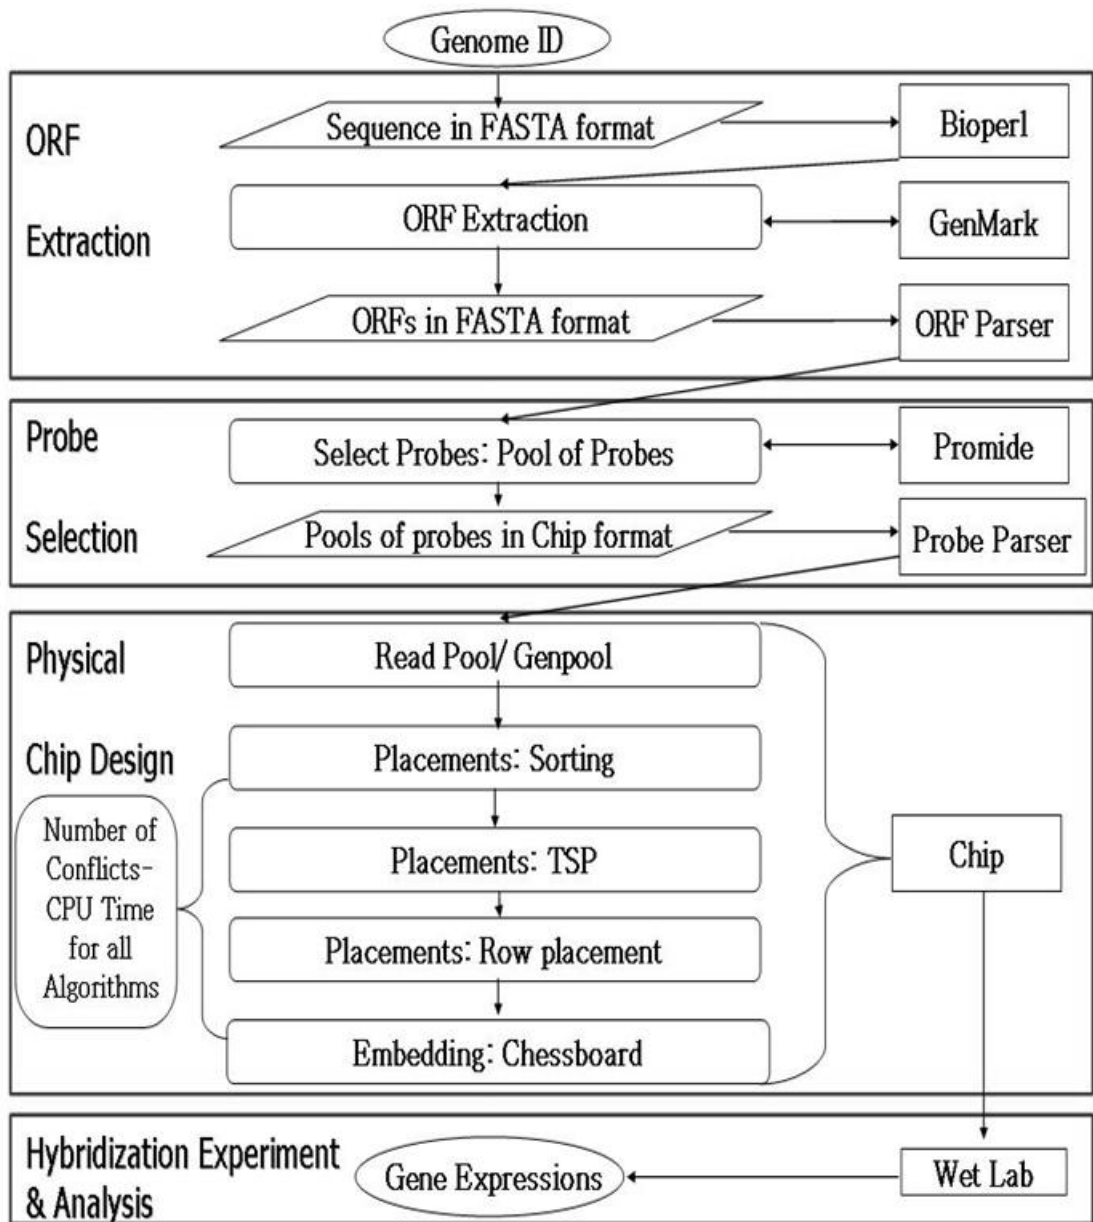 Genome ID
ORF
Extraction
Sequence in FASTA format
Bioperl
ORF Extraction
GenMark
ORFs in FASTA format
ORF Parser
Probe
Selection
Select Probes: Pool of Probes
Promide
Pools of probes in Chip format
Probe Parser
Physical
Chip Design
Read Pool/ Genpool
Placements: Sorting
Number of
Conflicts-
CPU Time
for all
Algorithms
Placements: TSP
Placements: Row placement
Embedding: Chessboard
Chip
Hybridization Experiment
& Analysis
Gene Expressions
Wet Lab